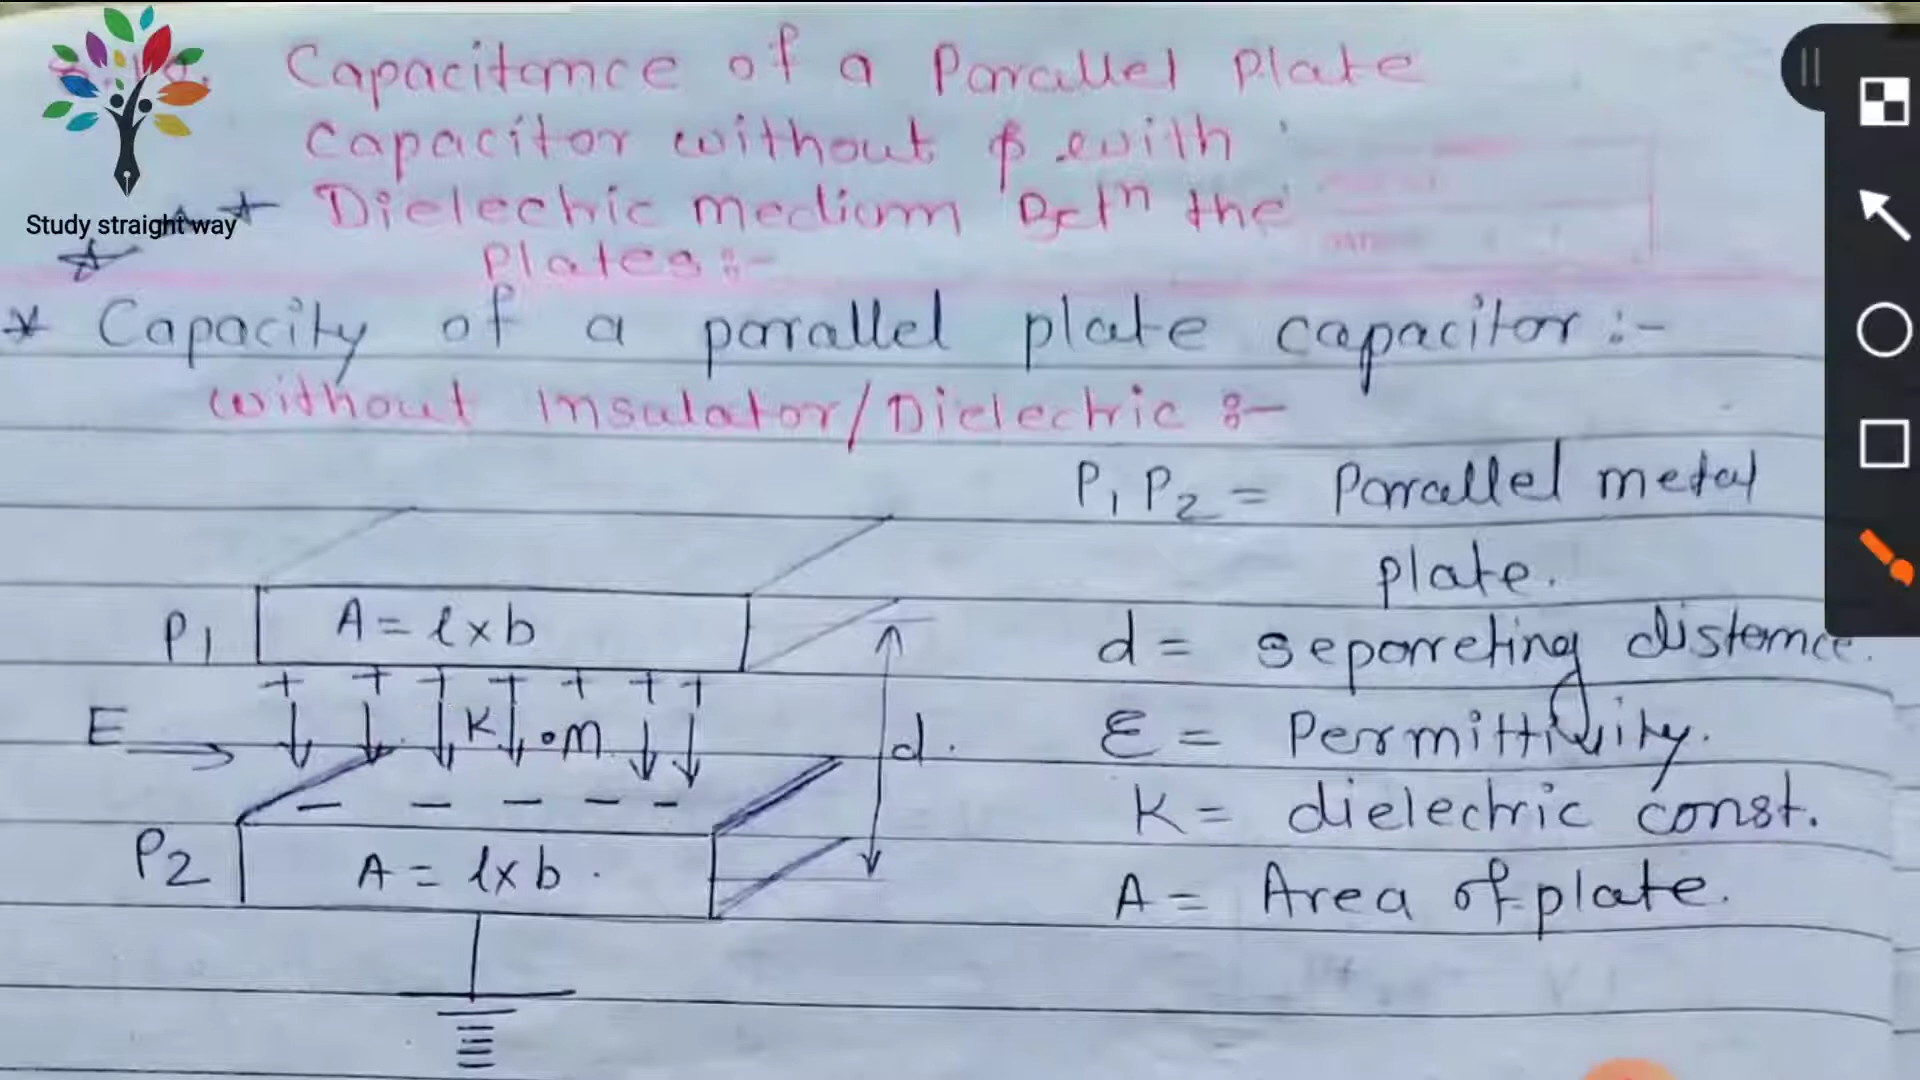 Capacitance of a Parallel Plate
Capacitor without & with
Dielectric medium Betn the
Plates :-
Study straight way
* Capacity of a parallel plate capacitor :-
without Insulator/Dielectric :-
P1 P2 = Parallel metal
plate.
A = l x b
P1
d = seperreting distance.
+ + + + + + +
E
K . m
d.
ε = Permittivity.
- - - - -
K = dielectric const.
P2
A = l x b .
A = Area of plate.